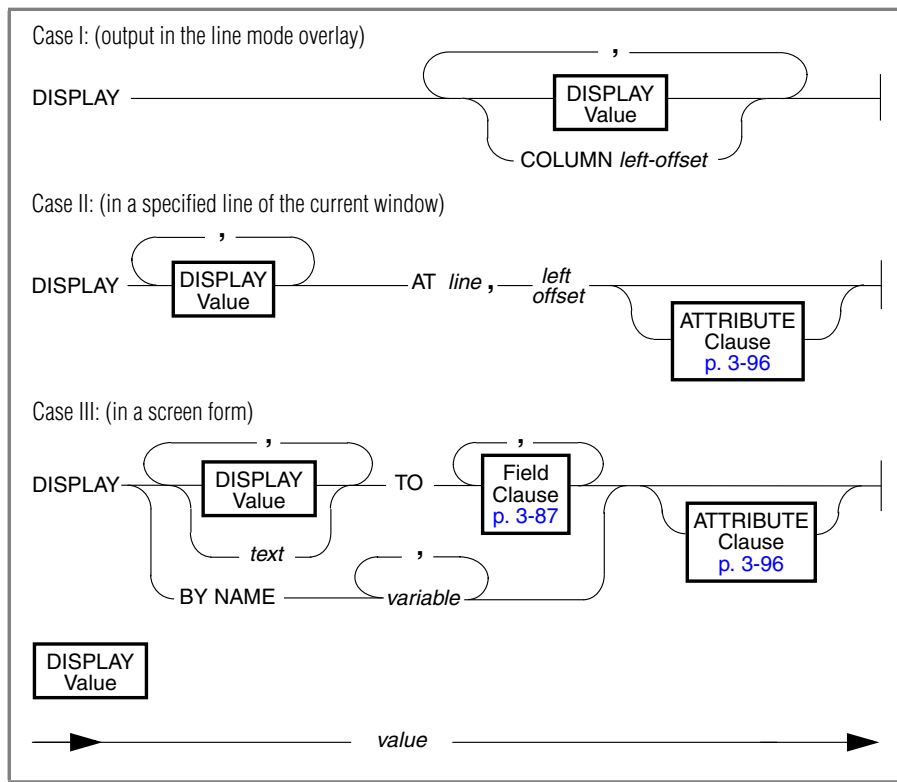 Case I: (output in the line mode overlay)
,
DISPLAY
DISPLAY
Value
COLUMN left-offset
Case II: (in a specified line of the current window)
,
DISPLAY
DISPLAY
Value
AT line , left
offset
ATTRIBUTE
Clause
p. 3-96
Case III: (in a screen form)
,
,
DISPLAY
DISPLAY
Value
TO
Field
Clause
p. 3-87
text
ATTRIBUTE
Clause
p. 3-96
,
BY NAME variable
DISPLAY
Value
value